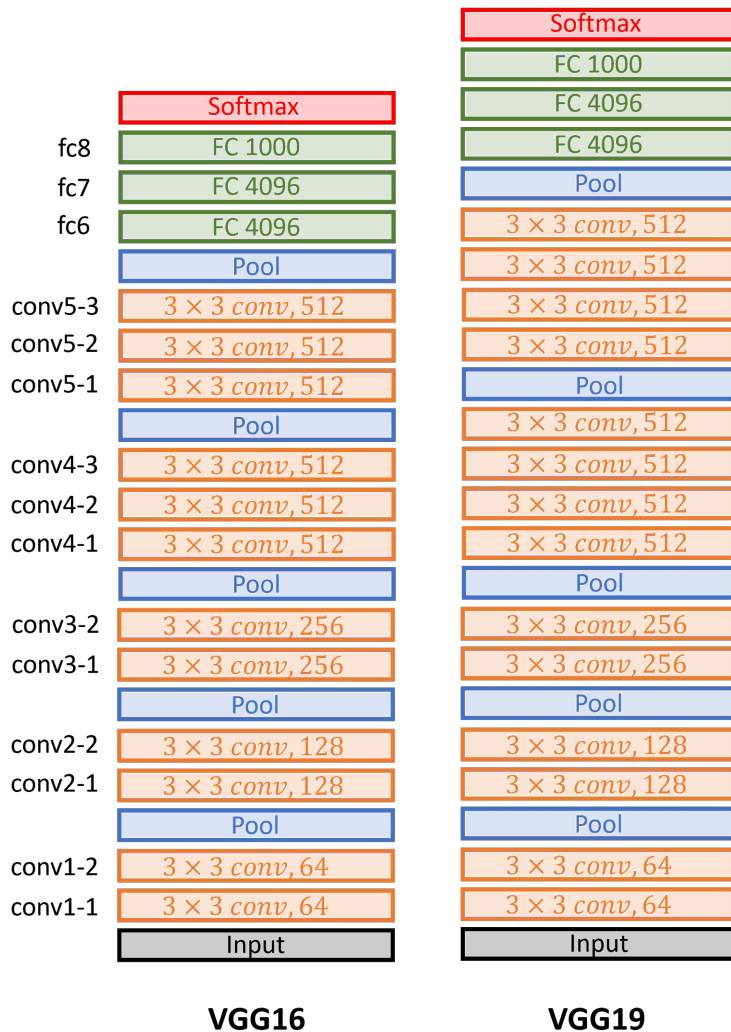 Softmax
FC 1000
FC 4096
FC 4096
Pool
3 × 3 conv, 512
3 × 3 conv, 512
3 × 3 conv, 512
3 × 3 conv, 512
Pool
3 × 3 conv, 512
3 × 3 conv, 512
3 × 3 conv, 512
3 × 3 conv, 512
Pool
3 × 3 conv, 256
3 × 3 conv, 256
Pool
3 × 3 conv, 128
3 × 3 conv, 128
Pool
3 × 3 conv, 64
3 × 3 conv, 64
Input
VGG19
Softmax
fc8 FC 1000
fc7 FC 4096
fc6 FC 4096
Pool
conv5-3 3 × 3 conv, 512
conv5-2 3 × 3 conv, 512
conv5-1 3 × 3 conv, 512
Pool
conv4-3 3 × 3 conv, 512
conv4-2 3 × 3 conv, 512
conv4-1 3 × 3 conv, 512
Pool
conv3-2 3 × 3 conv, 256
conv3-1 3 × 3 conv, 256
Pool
conv2-2 3 × 3 conv, 128
conv2-1 3 × 3 conv, 128
Pool
conv1-2 3 × 3 conv, 64
conv1-1 3 × 3 conv, 64
Input
VGG16